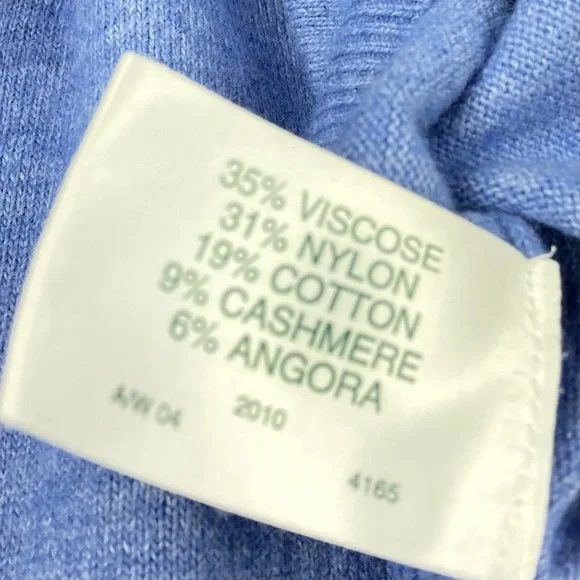 35% VISCOSE
31% NYLON
19% COTTON
9% CASHMERE
6% ANGORA
A/W 04 2010
4165